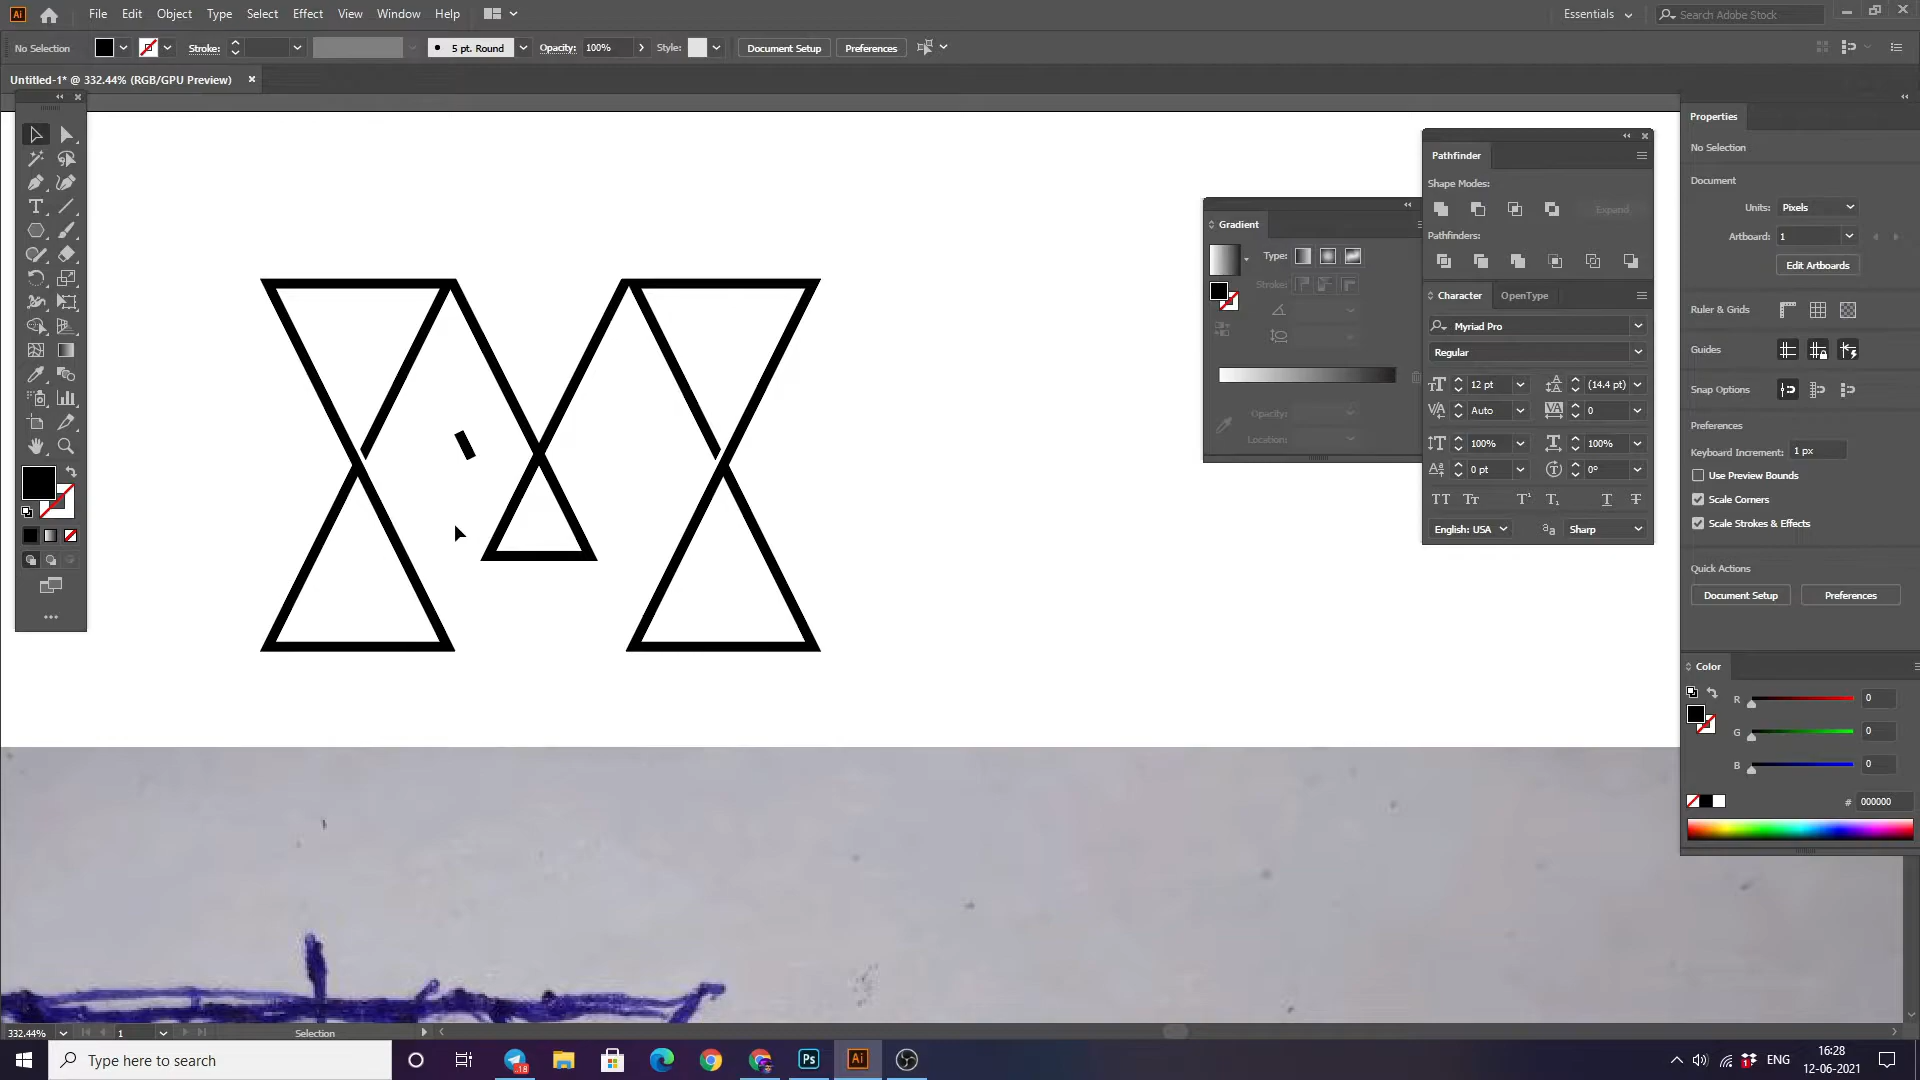 Ai File Edit Object Type Select Effect View Window Help Essentials Search Adobe Stock
No Selection Stroke: 5 pt. Round Opacity: 100% Style: Document Setup Preferences
Untitled-1* @ 332.44% (RGB/GPU Preview)
Properties
No Selection
Document
Units: Pixels
Artboard: 1
Edit Artboards
Ruler & Grids
Guides
Snap Options
Preferences
Keyboard Increment: 1 px
Use Preview Bounds
Scale Corners
Scale Strokes & Effects
Quick Actions
Document Setup Preferences
Pathfinder
Shape Modes:
Expand
Pathfinders:
Character OpenType
Myriad Pro
Regular
12 pt (14.4 pt)
Auto 0
100% 100%
0 pt 0°
English: USA Sharp
Gradient
Type:
Stroke:
Opacity:
Location:
Color
R 0
G 0
B 0
# 000000
332.44% 1 Selection
Type here to search
18
Ps Ai
ENG
16:28
12-06-2021